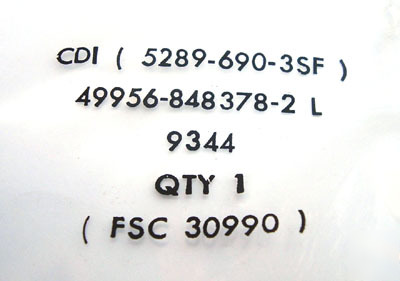 CDI ( 5289-690-3SF )
49956-848378-2 L
9344
QTY 1
( FSC 30990 )